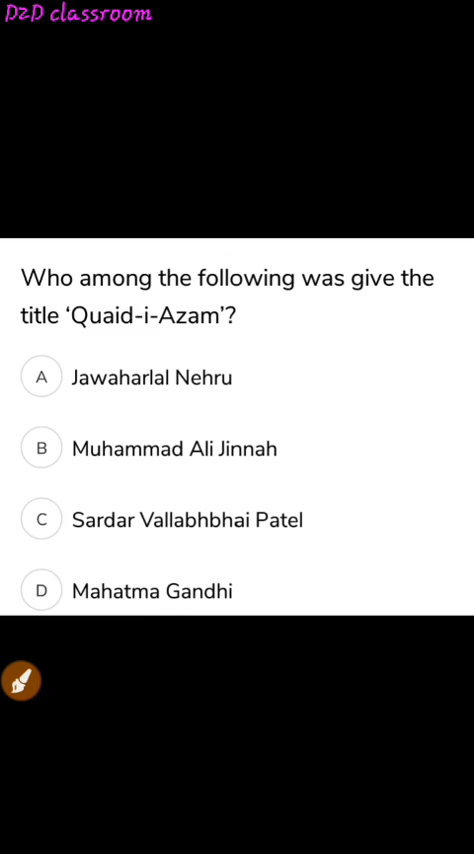 DzD classroom
Who among the following was give the
title ‘Quaid-i-Azam’?
A Jawaharlal Nehru
B Muhammad Ali Jinnah
C Sardar Vallabhbhai Patel
D Mahatma Gandhi